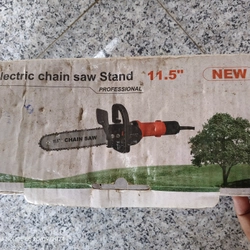 lectric chain saw Stand 11.5" NEW
PROFESSIONAL
CHAIN SAW